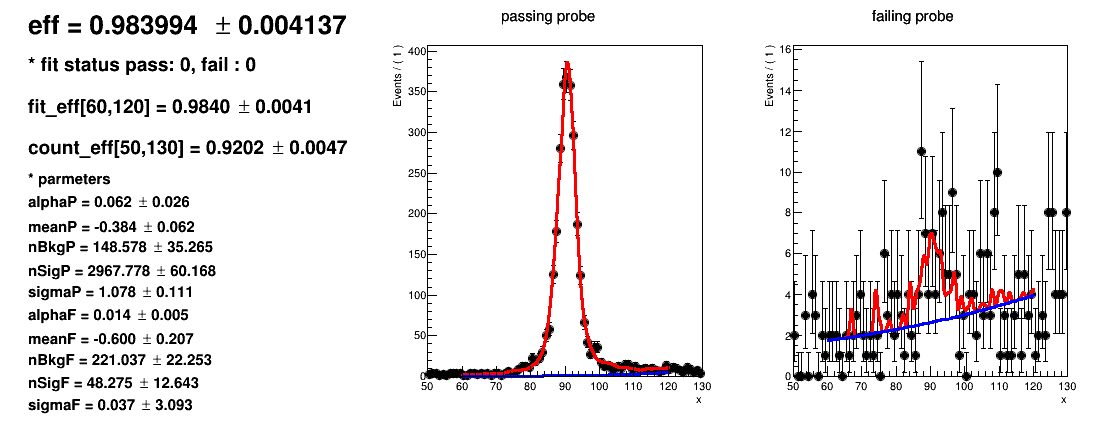 eff = 0.983994 ± 0.004137
* fit status pass: 0, fail : 0
fit_eff[60,120] = 0.9840 ± 0.0041
count_eff[50,130] = 0.9202 ± 0.0047
* parmeters
alphaP = 0.062 ± 0.026
meanP = -0.384 ± 0.062
nBkgP = 148.578 ± 35.265
nSigP = 2967.778 ± 60.168
sigmaP = 1.078 ± 0.111
alphaF = 0.014 ± 0.005
meanF = -0.600 ± 0.207
nBkgF = 221.037 ± 22.253
nSigF = 48.275 ± 12.643
sigmaF = 0.037 ± 3.093
passing probe
Events / ( 1 )
400
350
300
250
200
150
100
50
0
50 60 70 80 90 100 110 120 130
x
failing probe
Events / ( 1 )
16
14
12
10
8
6
4
2
0
50 60 70 80 90 100 110 120 130
x